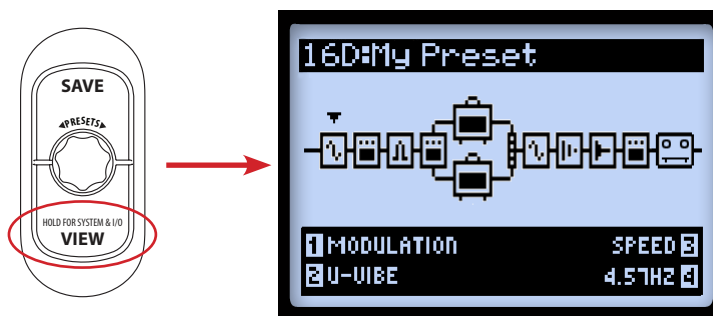 SAVE
◀PRESETS▶
HOLD FOR SYSTEM & I/O
VIEW
16D:My Preset
1 MODULATION SPEED 3
2 U-VIBE 4.57HZ 4